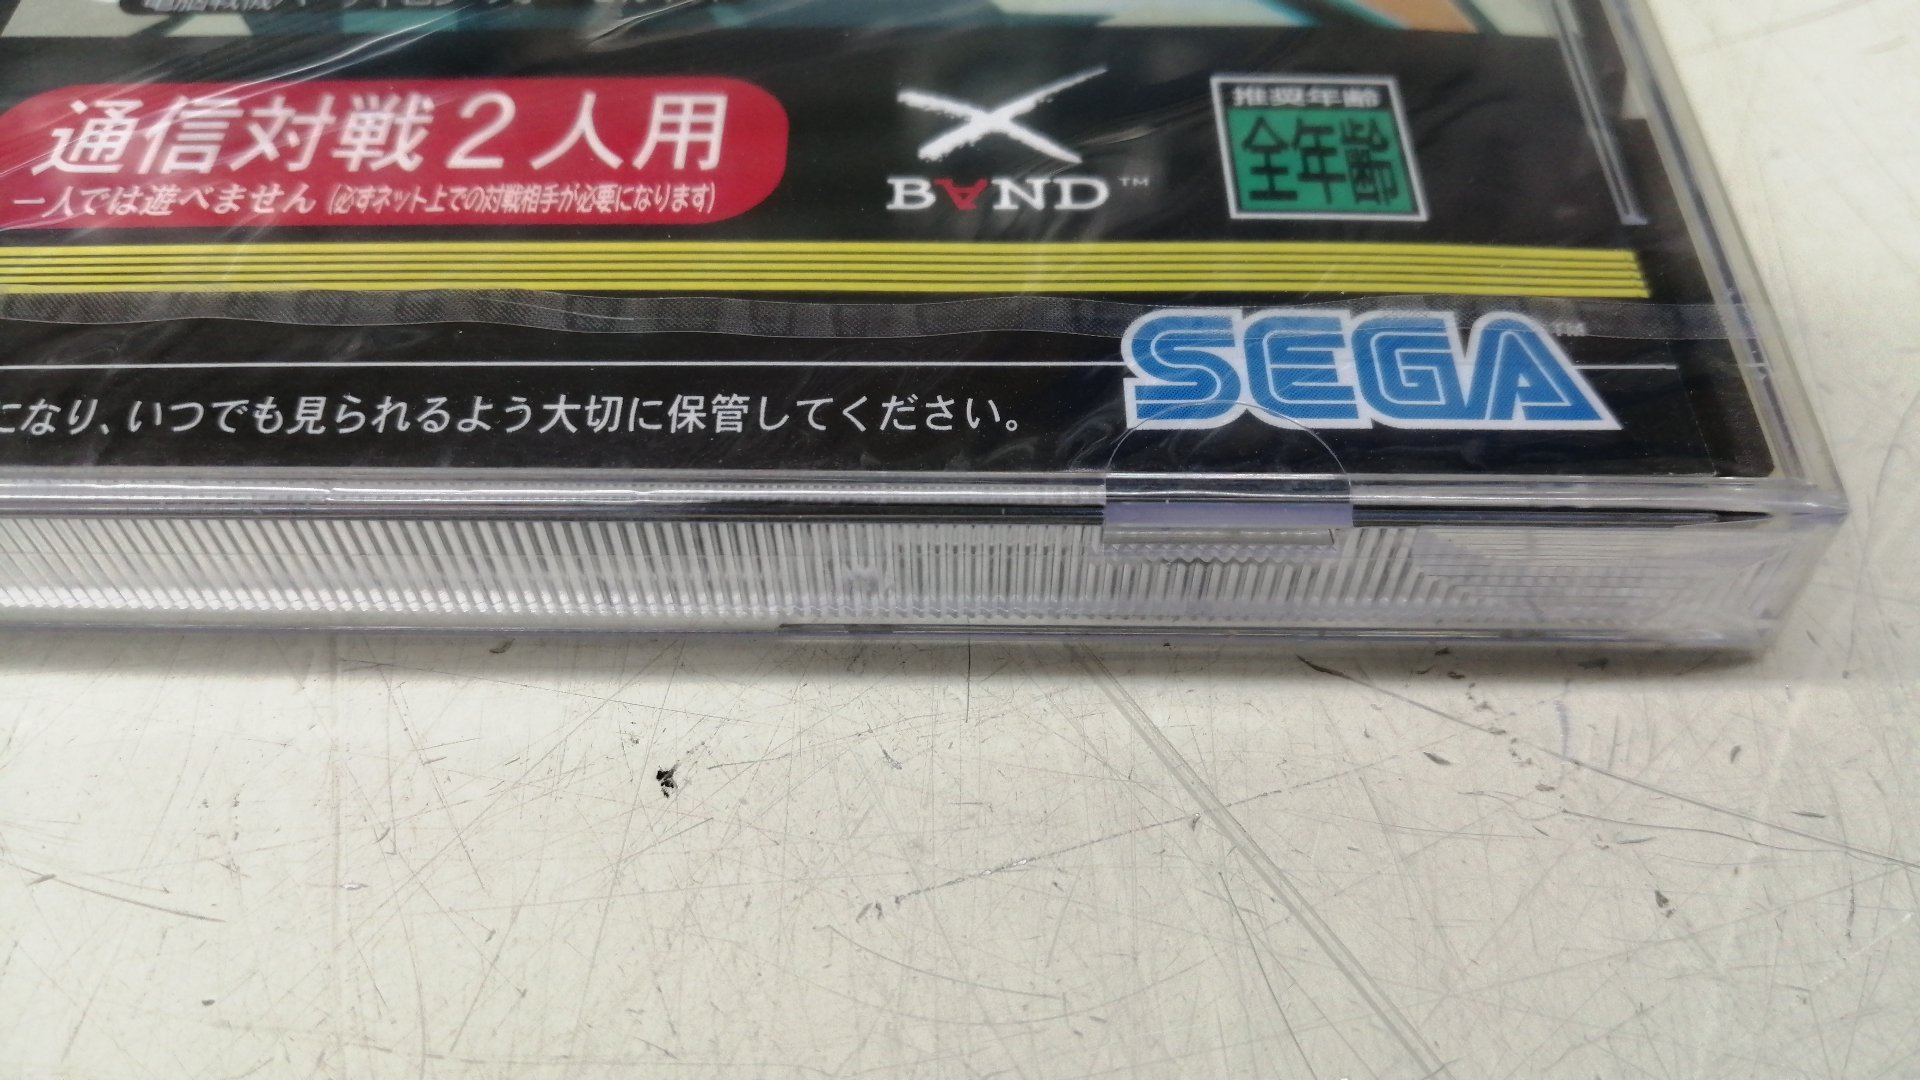 通信対戦2人用
一人では遊べません(必ずネット上での対戦相手が必要になります)
BAND™
推奨年齢
全年齢
SEGA™
になり、いつでも見られるよう大切に保管してください。